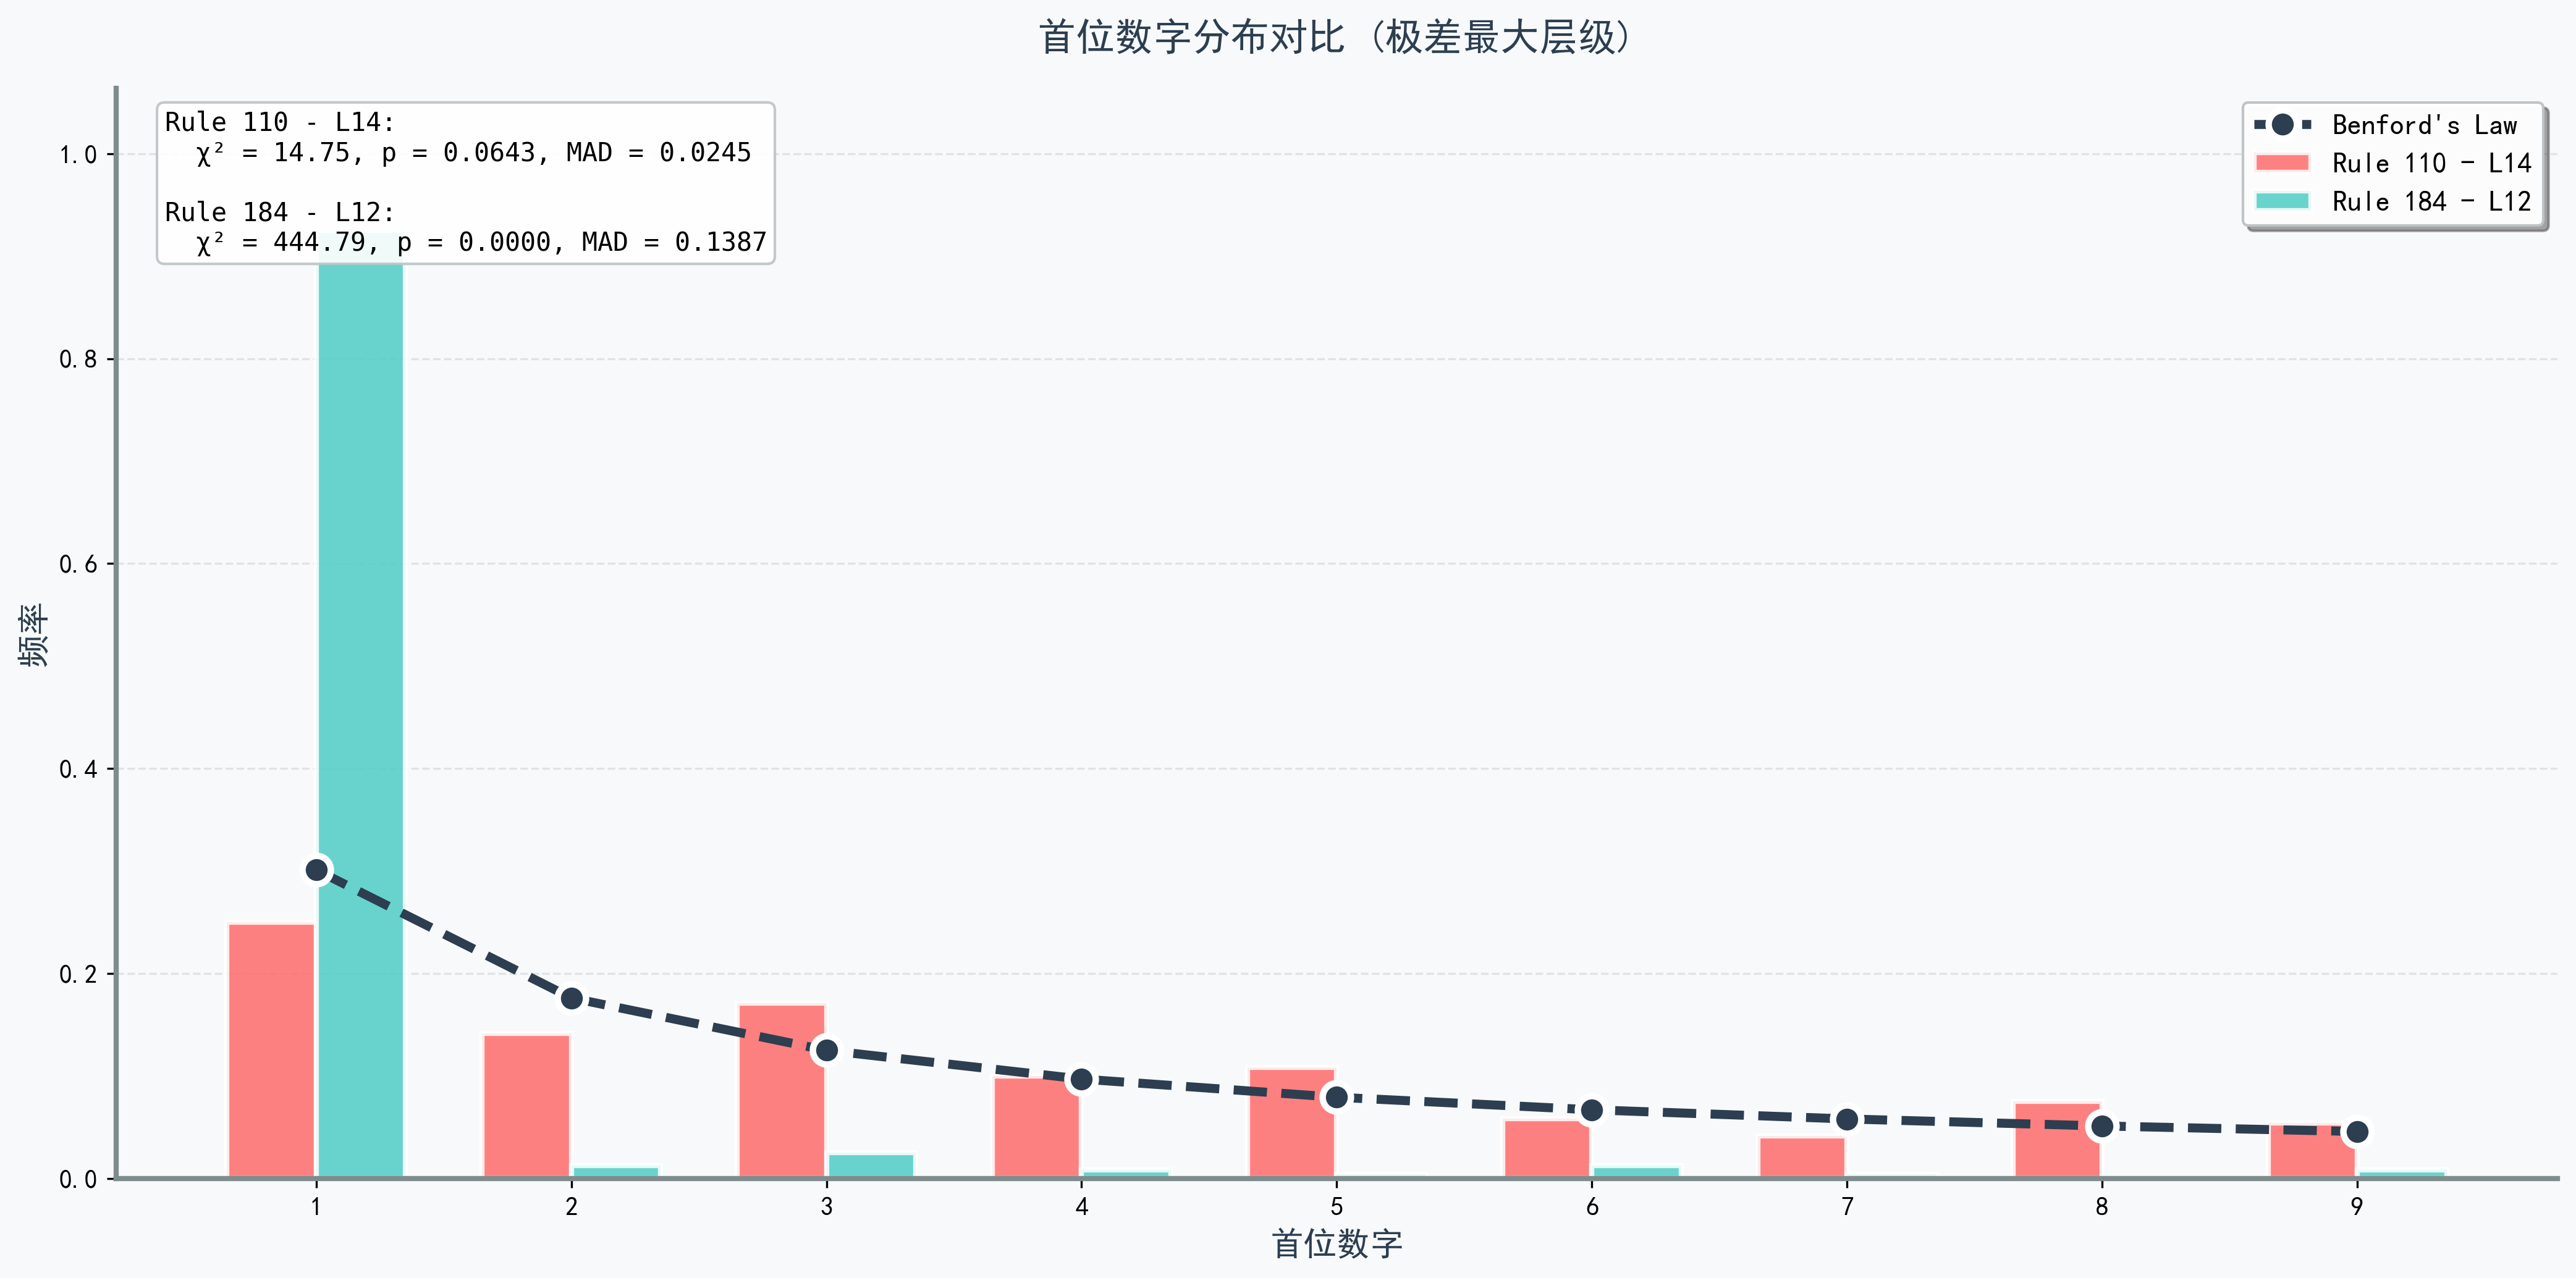 首位数字分布对比 (极差最大层级)
Rule 110 - L14:
χ² = 14.75, p = 0.0643, MAD = 0.0245
Rule 184 - L12:
χ² = 444.79, p = 0.0000, MAD = 0.1387
Benford's Law
Rule 110 - L14
Rule 184 - L12
频率
1.0
0.8
0.6
0.4
0.2
0.0
1 2 3 4 5 6 7 8 9
首位数字